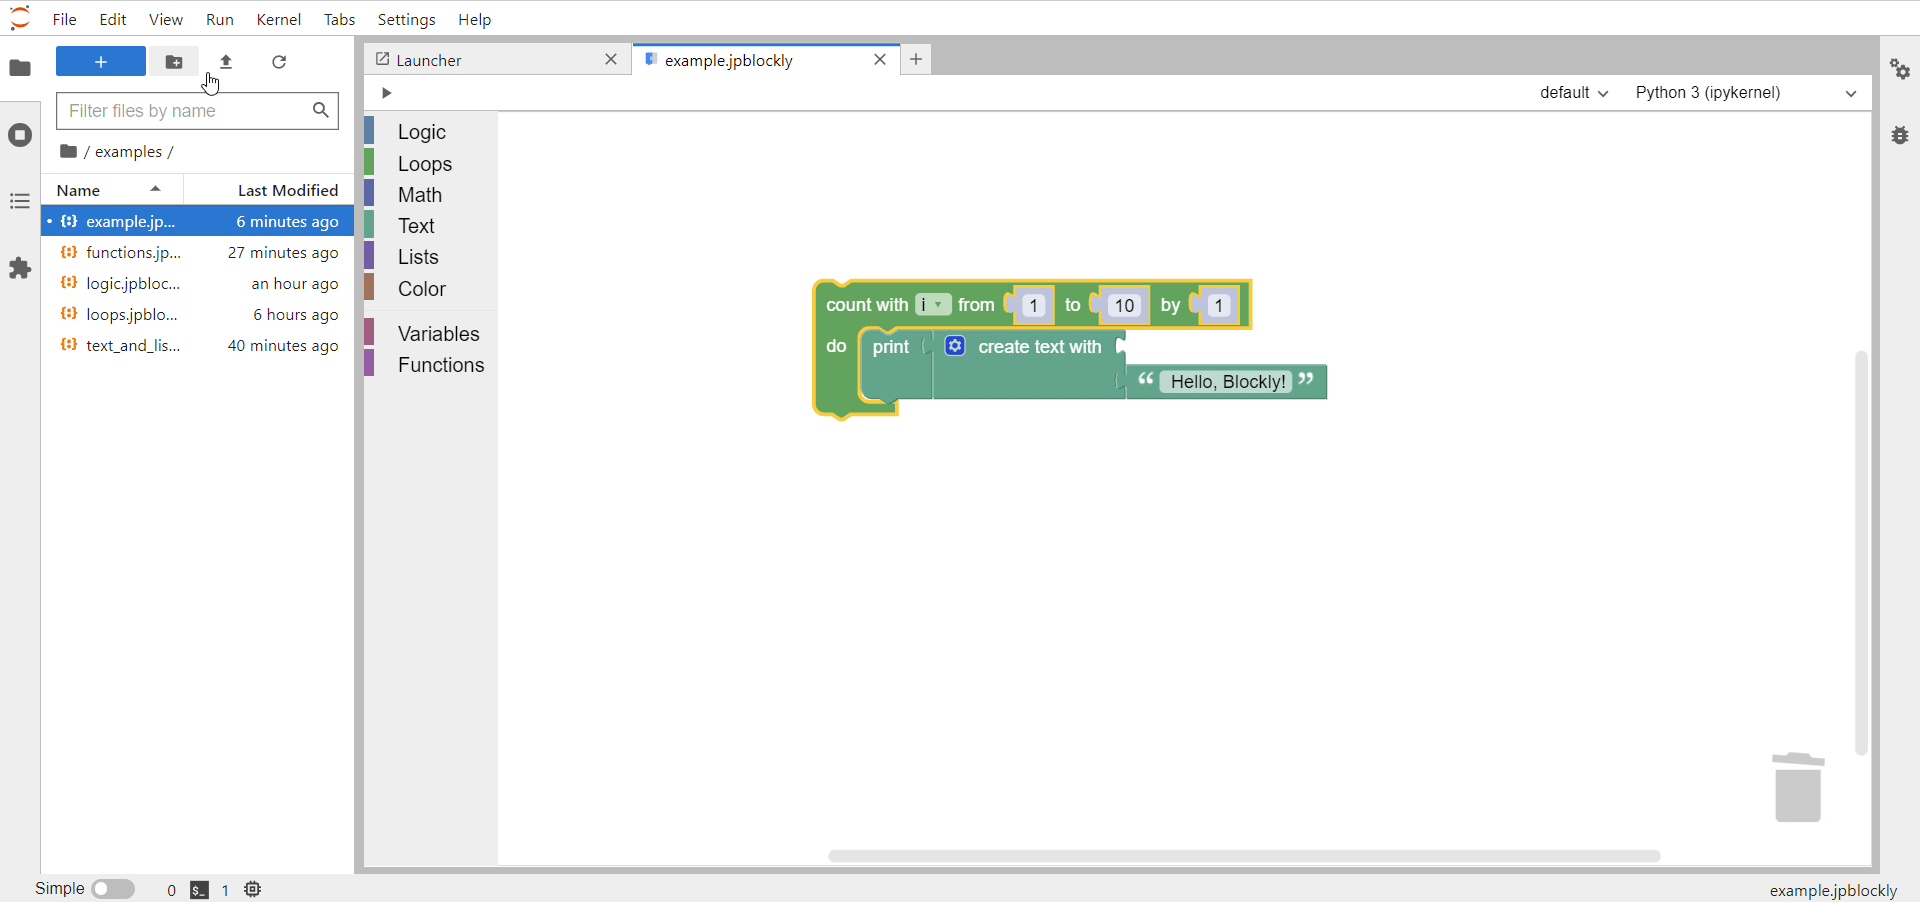 File Edit View Run Kernel Tabs Settings Help
Launcher
example.jpblockly
Filter files by name
default
Python 3 (ipykernel)
/ examples /
Name Last Modified
example.jp... 6 minutes ago
functions.jp... 27 minutes ago
logic.jpbloc... an hour ago
loops.jpblo... 6 hours ago
text_and_lis... 40 minutes ago
Logic
Loops
Math
Text
Lists
Color
Variables
Functions
count with i from 1 to 10 by 1
do print create text with
“ Hello, Blockly! ”
Simple 0 $_ 1
example.jpblockly